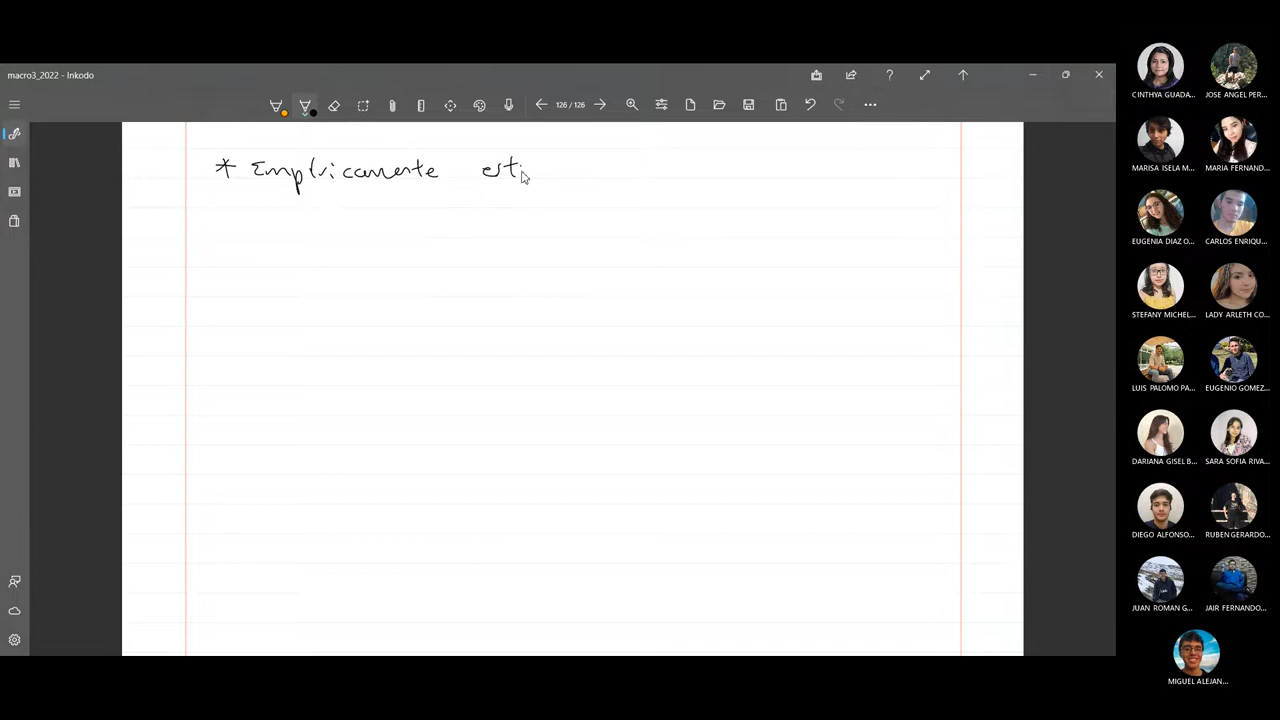 macro3_2022 - Inkodo
126 / 126
* Empíricamente esti
CINTHYA GUADA...
JOSE ANGEL PER...
MARISA ISELA M...
MARIA FERNAND...
EUGENIA DIAZ O...
CARLOS ENRIQU...
STEFANY MICHEL...
LADY ARLETH CO...
LUIS PALOMO PA...
EUGENIO GOMEZ...
DARIANA GISEL B...
SARA SOFIA RIVA...
DIEGO ALFONSO...
RUBEN GERARDO...
JUAN ROMAN G...
JAIR FERNANDO...
MIGUEL ALEJAN...